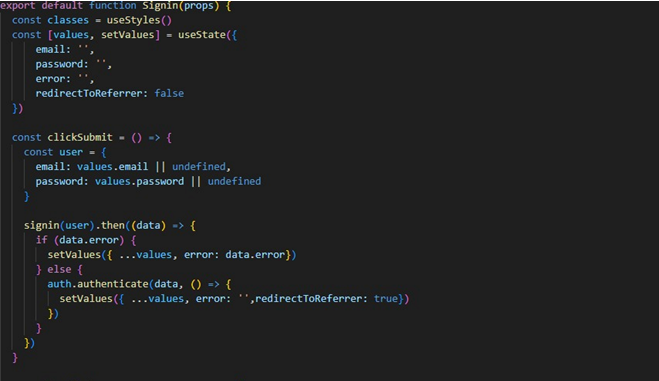 export default function Signin(props) {
  const classes = useStyles()
  const [values, setValues] = useState({
      email: '',
      password: '',
      error: '',
      redirectToReferrer: false
  })

  const clickSubmit = () => {
    const user = {
      email: values.email || undefined,
      password: values.password || undefined
    }

    signin(user).then((data) => {
      if (data.error) {
        setValues({ ...values, error: data.error})
      } else {
        auth.authenticate(data, () => {
          setValues({ ...values, error: '',redirectToReferrer: true})
        })
      }
    })
  }